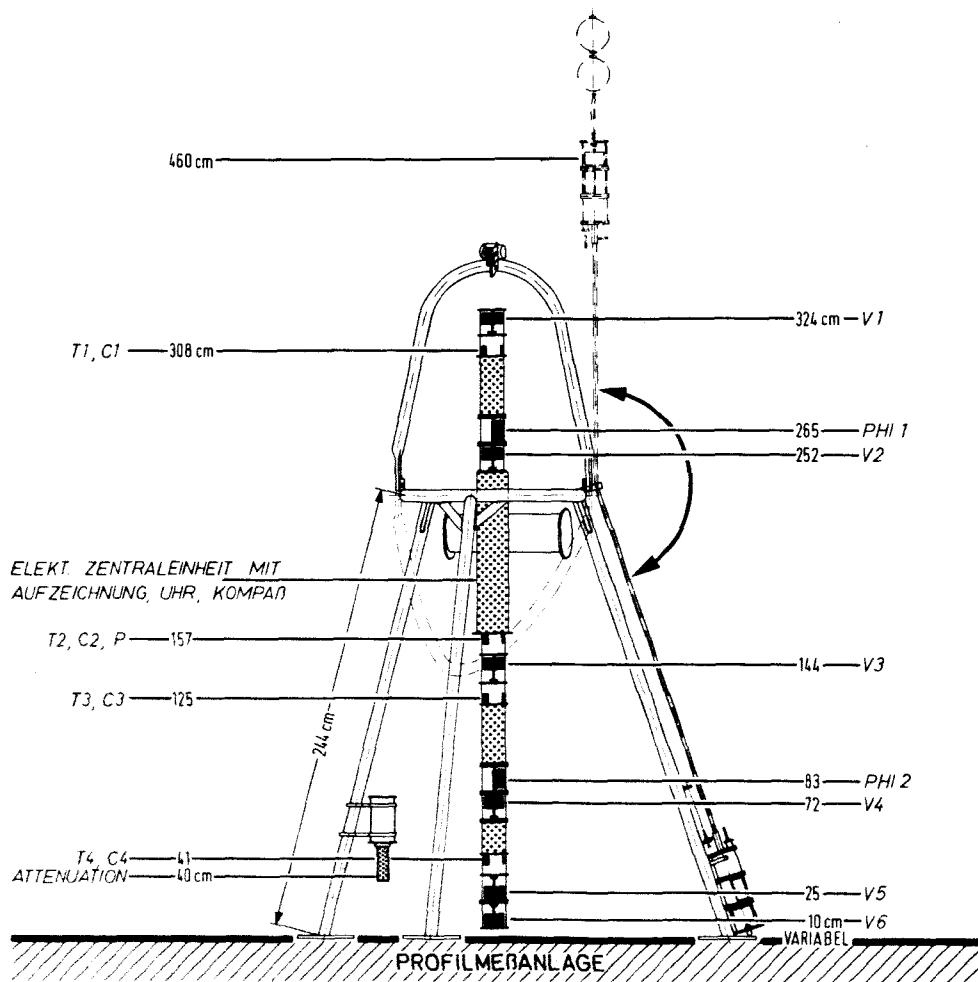 460 cm
324 cm V1
T1, C1 308 cm
265 PHI 1
252 V2
ELEKT. ZENTRALEINHEIT MIT
AUFZEICHNUNG, UHR, KOMPAß
T2, C2, P 157
144 V3
T3, C3 125
244 cm
83 PHI 2
72 V4
T4, C4 41
ATTENUATION 40 cm
25 V5
10 cm V6
VARIABEL
PROFILMEßANLAGE